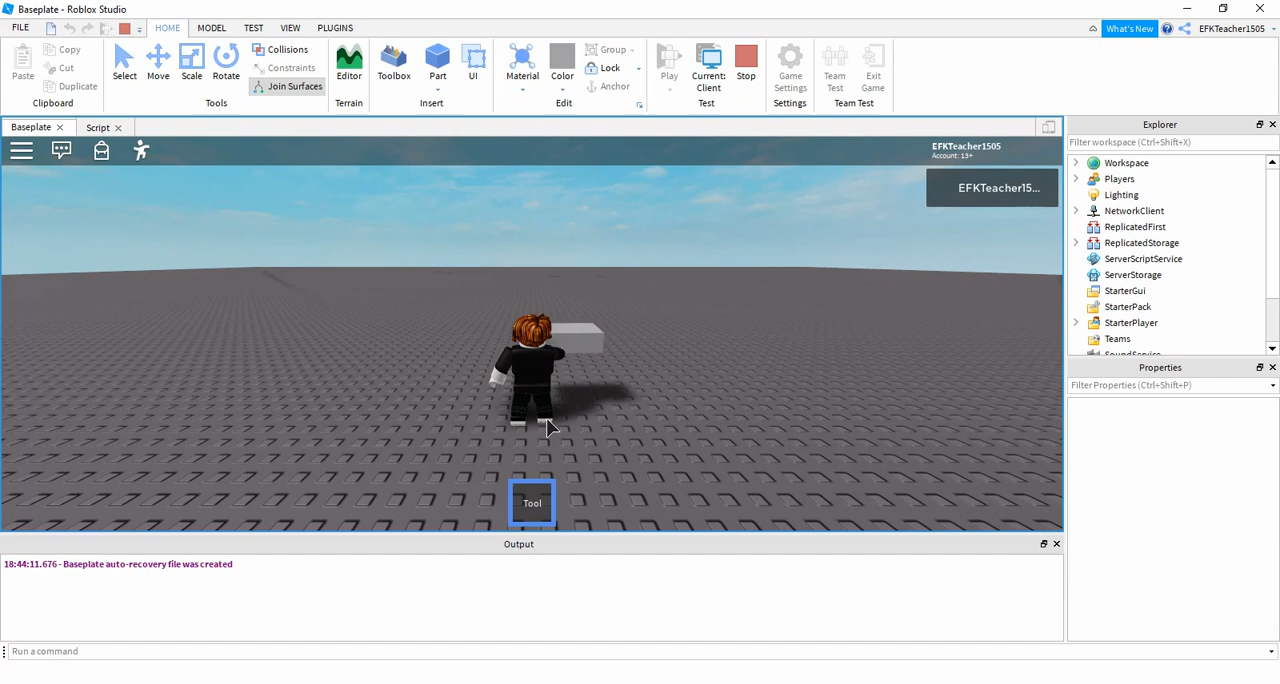 Baseplate - Roblox Studio
FILE HOME MODEL TEST VIEW PLUGINS What's New EFKTeacher1505
Paste Copy Cut Duplicate Clipboard
Select Move Scale Rotate Collisions Constraints Join Surfaces Tools
Editor Terrain
Toolbox Part UI Insert
Material Color Group Lock Anchor Edit
Play Current: Client Stop Test
Game Settings Settings
Team Test Exit Game Team Test
Baseplate Script
EFKTeacher1505
Account: 13+
EFKTeacher15...
Tool
Explorer
Filter workspace (Ctrl+Shift+X)
Workspace
Players
Lighting
NetworkClient
ReplicatedFirst
ReplicatedStorage
ServerScriptService
ServerStorage
StarterGui
StarterPack
StarterPlayer
Teams
SoundService
Properties
Filter Properties (Ctrl+Shift+P)
Output
18:44:11.676 - Baseplate auto-recovery file was created
Run a command